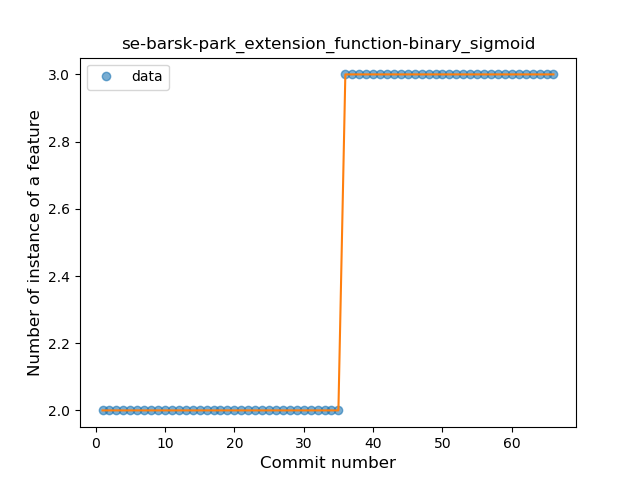 se-barsk-park_extension_function-binary_sigmoid
data
Number of instance of a feature
3.0
2.8
2.6
2.4
2.2
2.0
0 10 20 30 40 50 60
Commit number